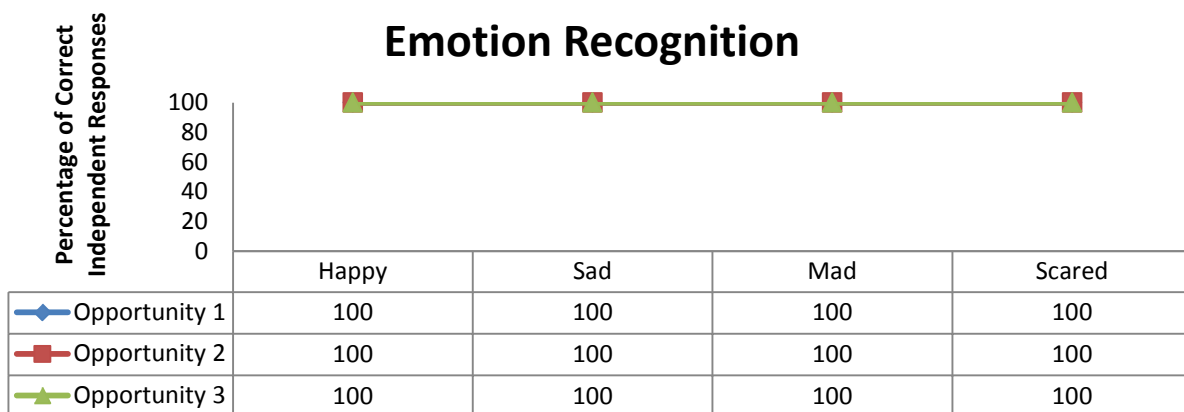 Emotion Recognition
Percentage of Correct
Independent Responses
100
80
60
40
20
0
Happy Sad Mad Scared
Opportunity 1 100 100 100 100
Opportunity 2 100 100 100 100
Opportunity 3 100 100 100 100